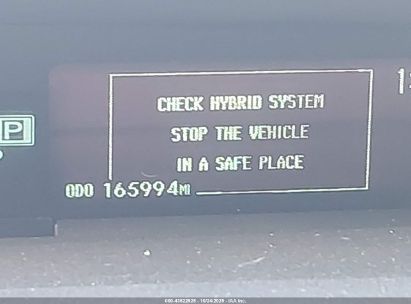 CHECK HYBRID SYSTEM
STOP THE VEHICLE
IN A SAFE PLACE
P
ODO 165994MI